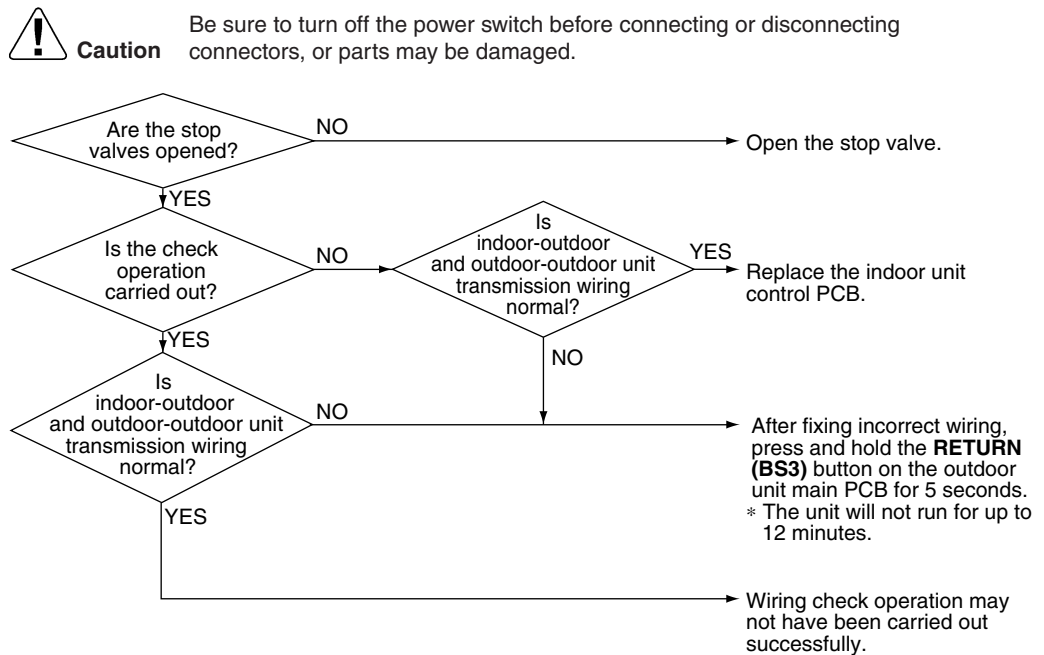 Caution
Be sure to turn off the power switch before connecting or disconnecting
connectors, or parts may be damaged.
Are the stop
valves opened?
NO
Open the stop valve.
YES
Is the check
operation
carried out?
NO
Is
indoor-outdoor
and outdoor-outdoor unit
transmission wiring
normal?
YES
Replace the indoor unit
control PCB.
NO
YES
Is
indoor-outdoor
and outdoor-outdoor unit
transmission wiring
normal?
NO
After fixing incorrect wiring,
press and hold the RETURN
(BS3) button on the outdoor
unit main PCB for 5 seconds.
* The unit will not run for up to
12 minutes.
YES
Wiring check operation may
not have been carried out
successfully.